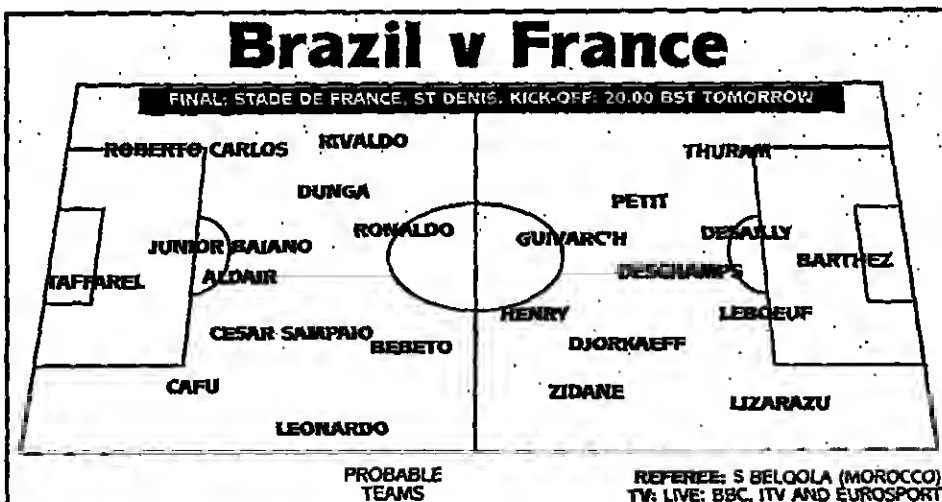 Brazil v France
FINAL: STADE DE FRANCE, ST DENIS. KICK-OFF: 20.00 BST TOMORROW
ROBERTO CARLOS
RIVALDO
THURAM
DUNGA
PETIT
RONALDO
GUIVARC'H
DESAILLY
JUNIOR BAIANO
BARTHEZ
TAFFAREL
ALDAIR
DESCHAMPS
HENRY
LEBOEUF
CESAR SAMPAIO
BEBETO
DJORKAEFF
CAFU
ZIDANE
LIZARAZU
LEONARDO
PROBABLE
TEAMS
REFEREE: S BELQOLA (MOROCCO)
TV: LIVE: BBC, ITV AND EUROSPORT